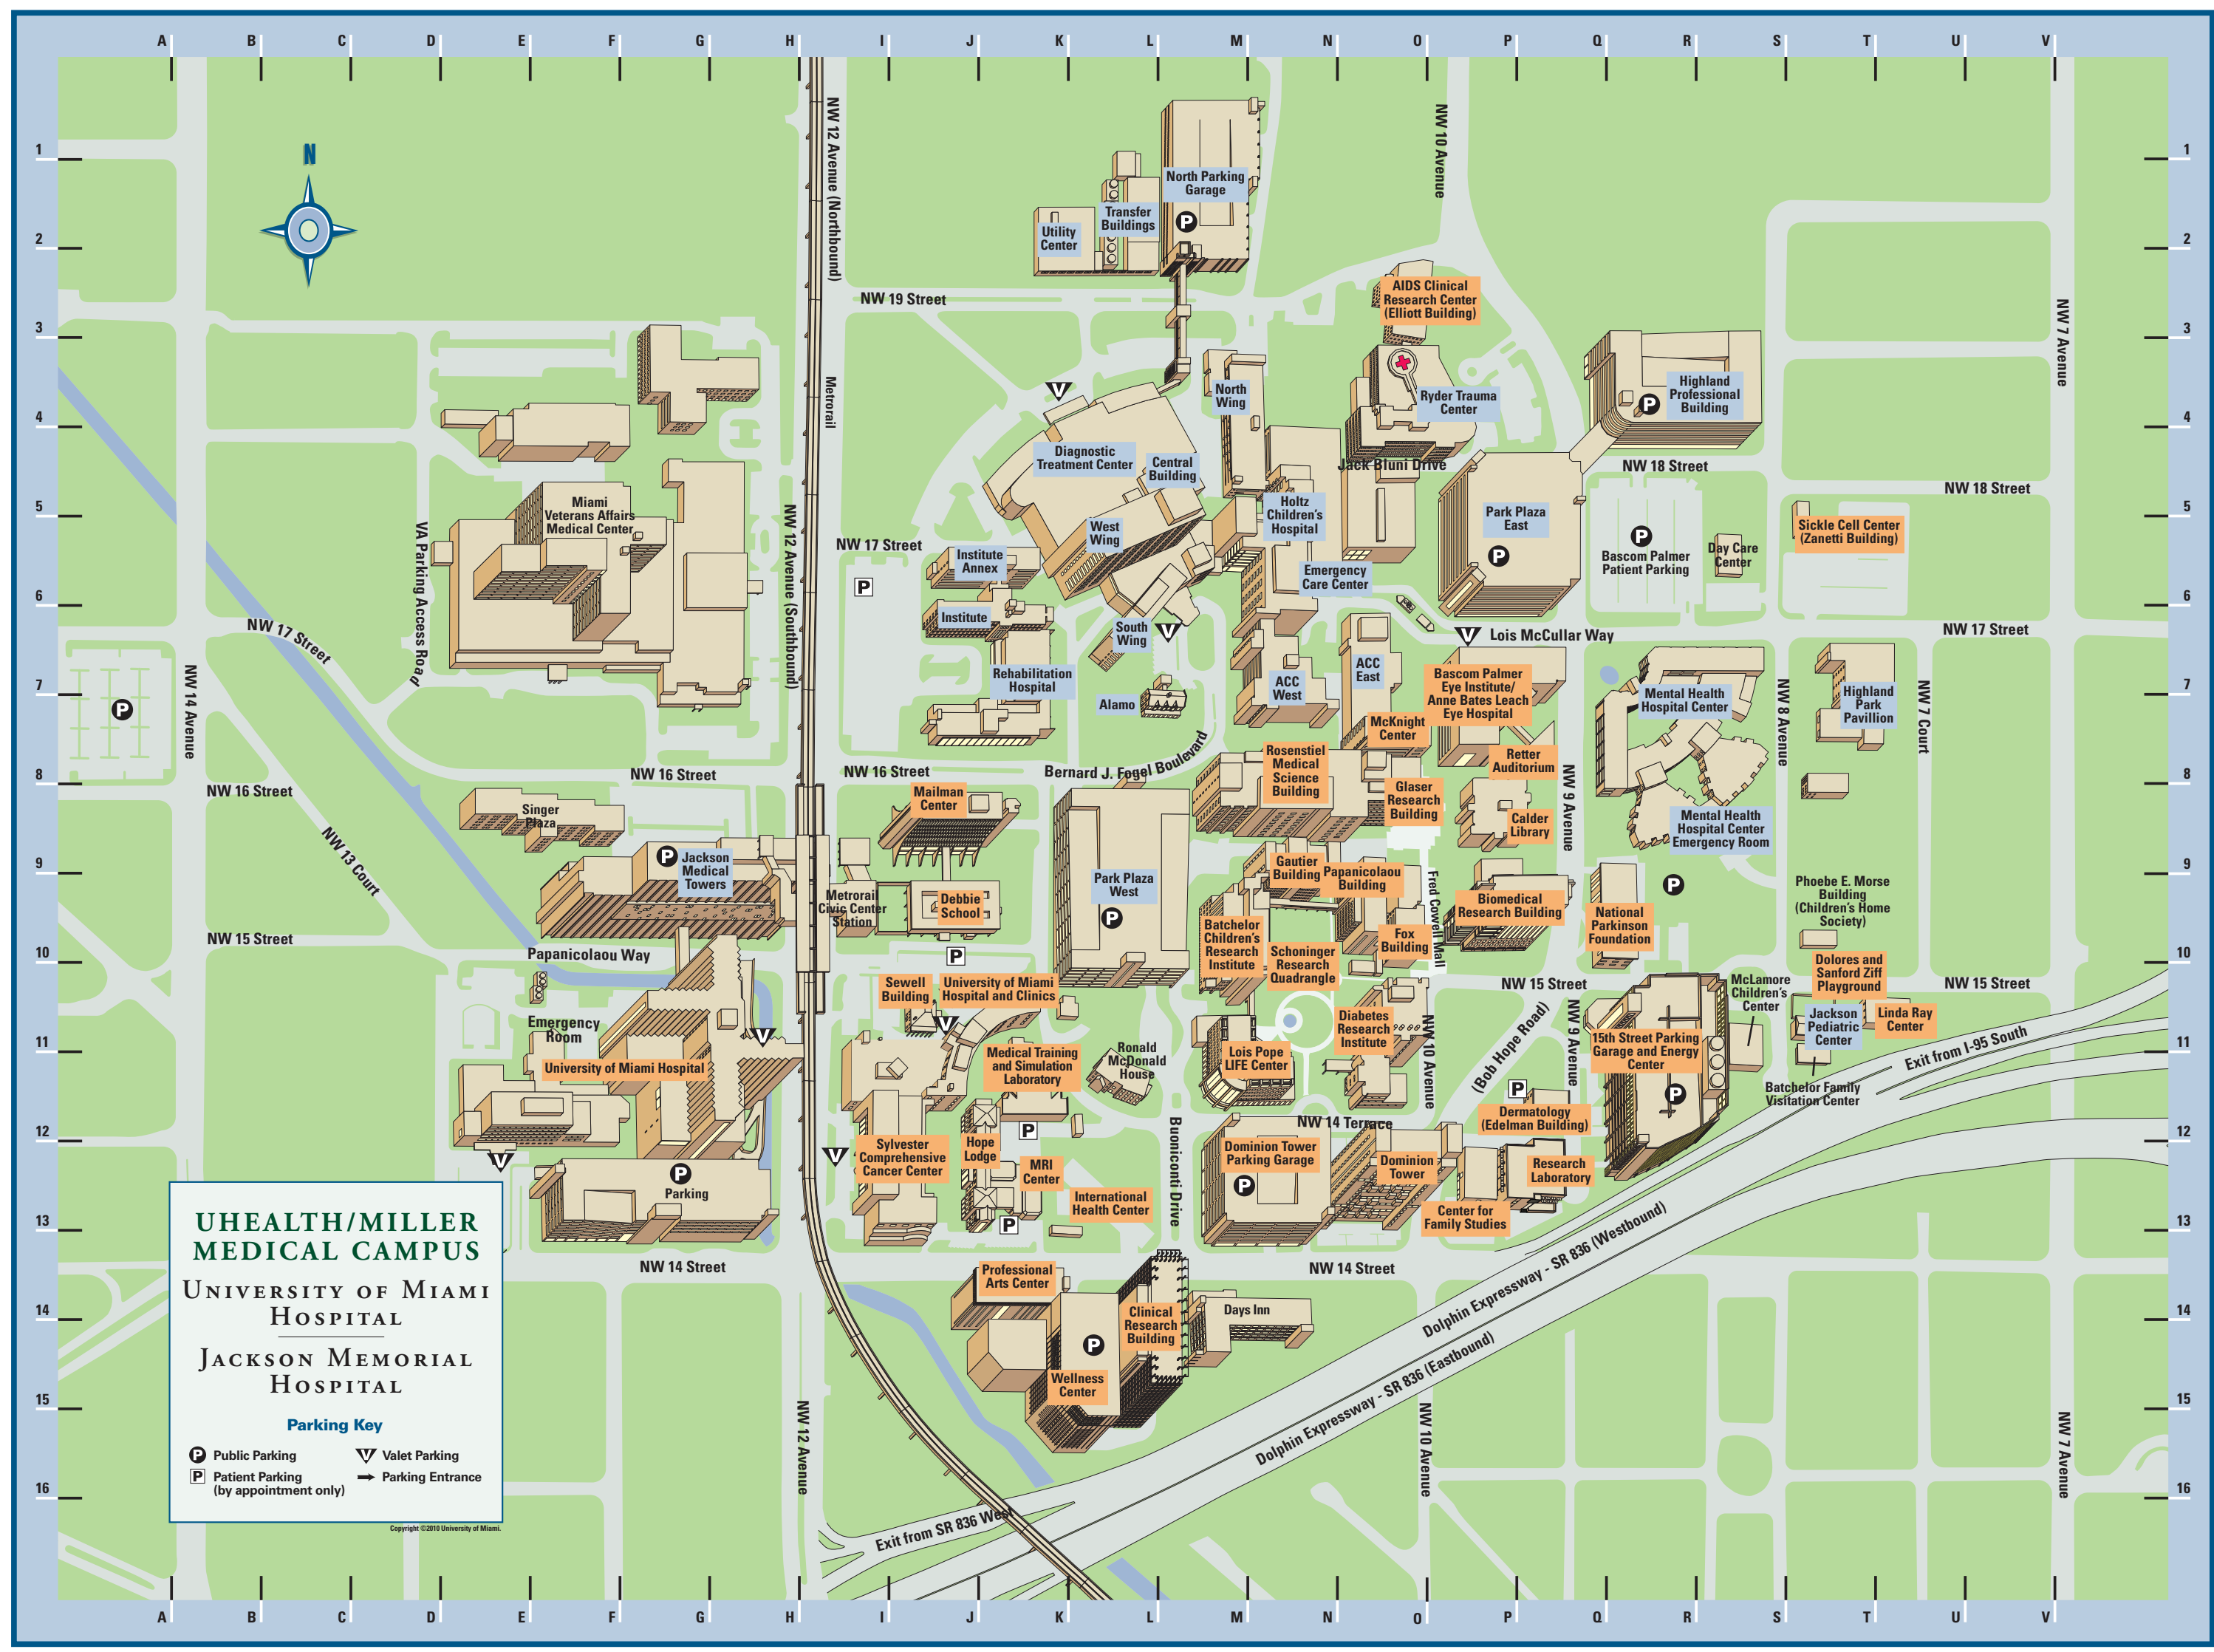 A B C D E F G H I J K L M N O P Q R S T U V
1
2
3
4
5
6
7
8
9
10
11
12
13
14
15
16
N
NW 12 Avenue (Northbound)
Metrorail
NW 12 Avenue (Southbound)
NW 10 Avenue
NW 7 Avenue
North Parking
Garage
P
Transfer
Buildings
Utility
Center
NW 19 Street
AIDS Clinical
Research Center
(Elliott Building)
North
Wing
V
Ryder Trauma
Center
Highland
Professional
Building
P
Diagnostic
Treatment Center
Central
Building
Jack Bluni Drive
NW 18 Street
NW 18 Street
Miami
Veterans Affairs
Medical Center
VA Parking Access Road
West
Wing
Holtz
Children's
Hospital
Park Plaza
East
P
P
Bascom Palmer
Patient Parking
Day Care
Center
Sickle Cell Center
(Zanetti Building)
NW 17 Street
P
Institute
Annex
Institute
Emergency
Care Center
South
Wing
V
V
Lois McCullar Way
NW 17 Street
NW 17 Street
NW 14 Avenue
P
Rehabilitation
Hospital
Alamo
ACC
West
ACC
East
Bascom Palmer
Eye Institute/
Anne Bates Leach
Eye Hospital
McKnight
Center
Retter
Auditorium
Mental Health
Hospital Center
NW 8 Avenue
Highland
Park
Pavillion
NW 7 Court
NW 16 Street
NW 16 Street
NW 16 Street
Bernard J. Fogel Boulevard
Rosenstiel
Medical
Science
Building
Glaser
Research
Building
Calder
Library
NW 9 Avenue
Mental Health
Hospital Center
Emergency Room
NW 13 Court
Singer
Plaza
Mailman
Center
P
Jackson
Medical
Towers
Metrorail
Civic Center
Station
Debbie
School
Park Plaza
West
P
Gautier
Building
Papanicolaou
Building
Fred Cowell Mall
Biomedical
Research Building
National
Parkinson
Foundation
P
Phoebe E. Morse
Building
(Children's Home
Society)
NW 15 Street
Papanicolaou Way
P
Batchelor
Children's
Research
Institute
Schoninger
Research
Quadrangle
Fox
Building
NW 15 Street
Dolores and
Sanford Ziff
Playground
NW 15 Street
McLamore
Children's
Center
Sewell
Building
University of Miami
Hospital and Clinics
V
V
Emergency
Room
University of Miami Hospital
Medical Training
and Simulation
Laboratory
Ronald
McDonald
House
Lois Pope
LIFE Center
Diabetes
Research
Institute
NW 10 Avenue
(Bob Hope Road)
NW 9 Avenue
15th Street Parking
Garage and Energy
Center
P
Jackson
Pediatric
Center
Linda Ray
Center
Exit from I-95 South
Batchelor Family
Visitation Center
P
Dermatology
(Edelman Building)
V
P
Parking
V
Sylvester
Comprehensive
Cancer Center
Hope
Lodge
P
MRI
Center
P
International
Health Center
Buoniconti Drive
NW 14 Terrace
Dominion Tower
Parking Garage
P
Dominion
Tower
Research
Laboratory
Center for
Family Studies
NW 14 Street
NW 14 Street
Professional
Arts Center
Clinical
Research
Building
P
Wellness
Center
Days Inn
Dolphin Expressway - SR 836 (Westbound)
Dolphin Expressway - SR 836 (Eastbound)
NW 12 Avenue
NW 10 Avenue
NW 7 Avenue
Exit from SR 836 West
UHEALTH/MILLER
MEDICAL CAMPUS
UNIVERSITY OF MIAMI
HOSPITAL
JACKSON MEMORIAL
HOSPITAL
Parking Key
P Public Parking
V Valet Parking
P Patient Parking
(by appointment only)
Parking Entrance
Copyright ©2010 University of Miami.
1
2
3
4
5
6
7
8
9
10
11
12
13
14
15
16
A B C D E F G H I J K L M N O P Q R S T U V